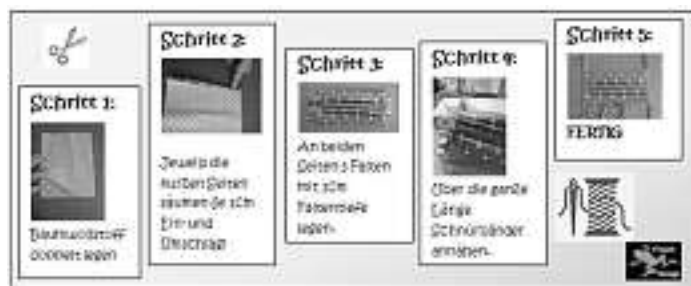 Schritt 1:
Baumwollstoff
doppelt legen
Schritt 2:
Jeweils die
kurzen Seiten
säumen je 1cm
Ein- und
Umschlag
Schritt 3:
An beiden
Seiten 5 Falten
mit 1cm
Faltentiefe
legen.
Schritt 4:
Über die ganze
Länge
Schnürbänder
annähen.
Schritt 5:
FERTIG